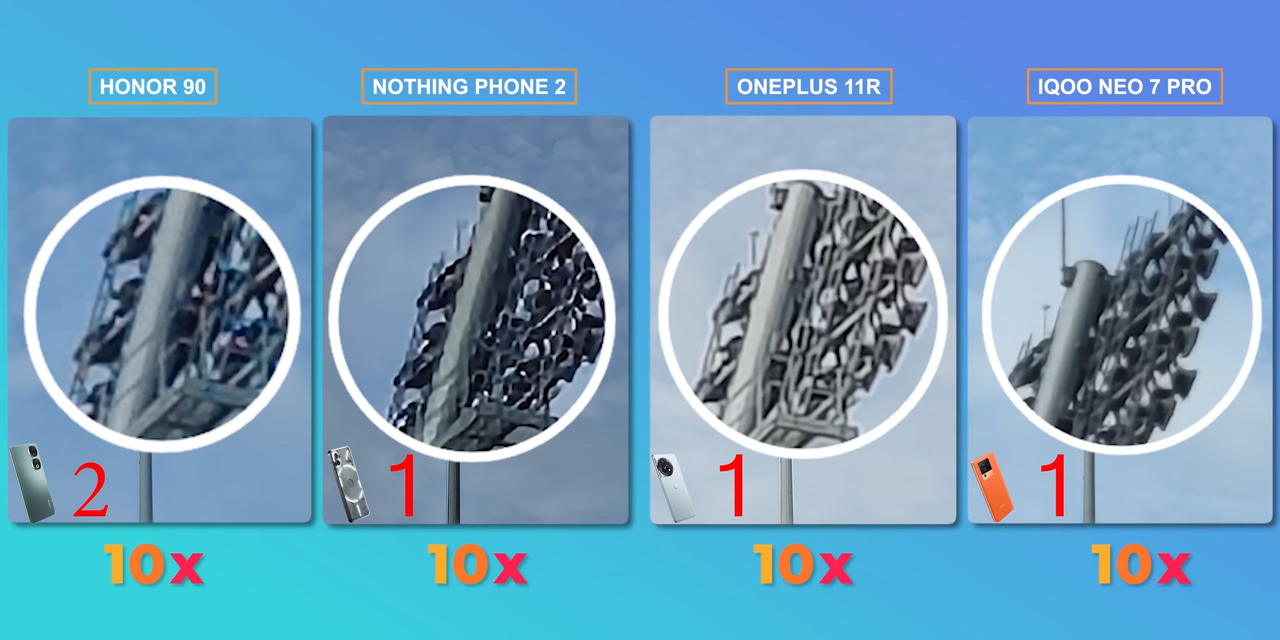 HONOR 90
NOTHING PHONE 2
ONEPLUS 11R
IQOO NEO 7 PRO
2
1
1
1
10x
10x
10x
10x